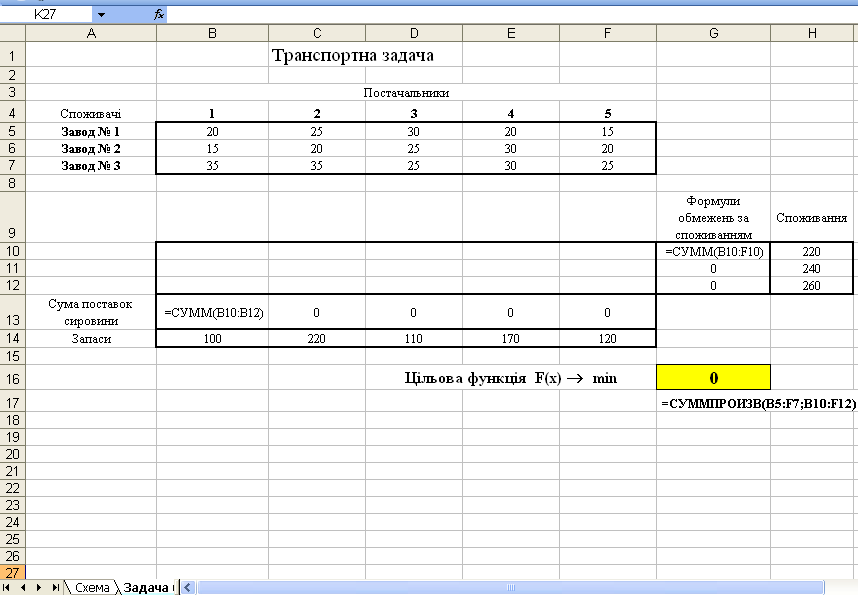 K27
fx
A B C D E F G H
1 Транспортна задача
2
3 Постачальники
4 Споживачі 1 2 3 4 5
5 Завод № 1 20 25 30 20 15
6 Завод № 2 15 20 25 30 20
7 Завод № 3 35 35 25 30 25
8
Формули
обмежень за Споживання
9 споживанням
10 =СУММ(B10:F10) 220
11 0 240
12 0 260
Сума поставок
13 сировини =СУММ(B10:B12) 0 0 0 0
14 Запаси 100 220 110 170 120
15
16 Цільова функція F(x) → min 0
17 =СУММПРОИЗВ(B5:F7;B10:F12)
18
19
20
21
22
23
24
25
26
27
Схема Задача